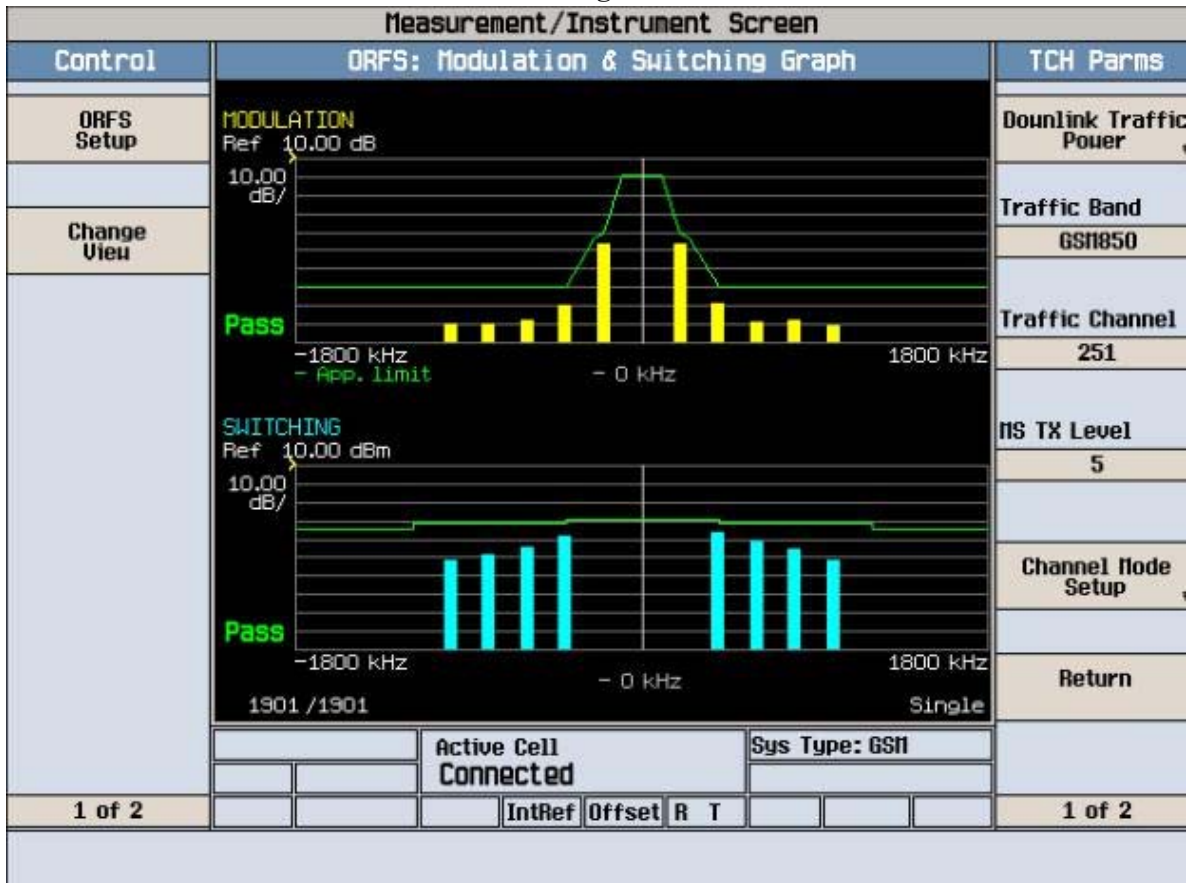 Measurement/Instrument Screen
Control
ORFS: Modulation & Switching Graph
TCH Parms
ORFS
Setup
Change
View
1 of 2
MODULATION
Ref 10.00 dB
10.00
dB/
Pass
-1800 kHz
1800 kHz
- App. limit
- 0 kHz
SWITCHING
Ref 10.00 dBm
10.00
dB/
Pass
-1800 kHz
1800 kHz
- 0 kHz
1901/1901
Single
Active Cell
Connected
Sys Type: GSM
IntRef
Offset
R T
Downlink Traffic
Power
Traffic Band
GSM850
Traffic Channel
251
MS TX Level
5
Channel Mode
Setup
Return
1 of 2